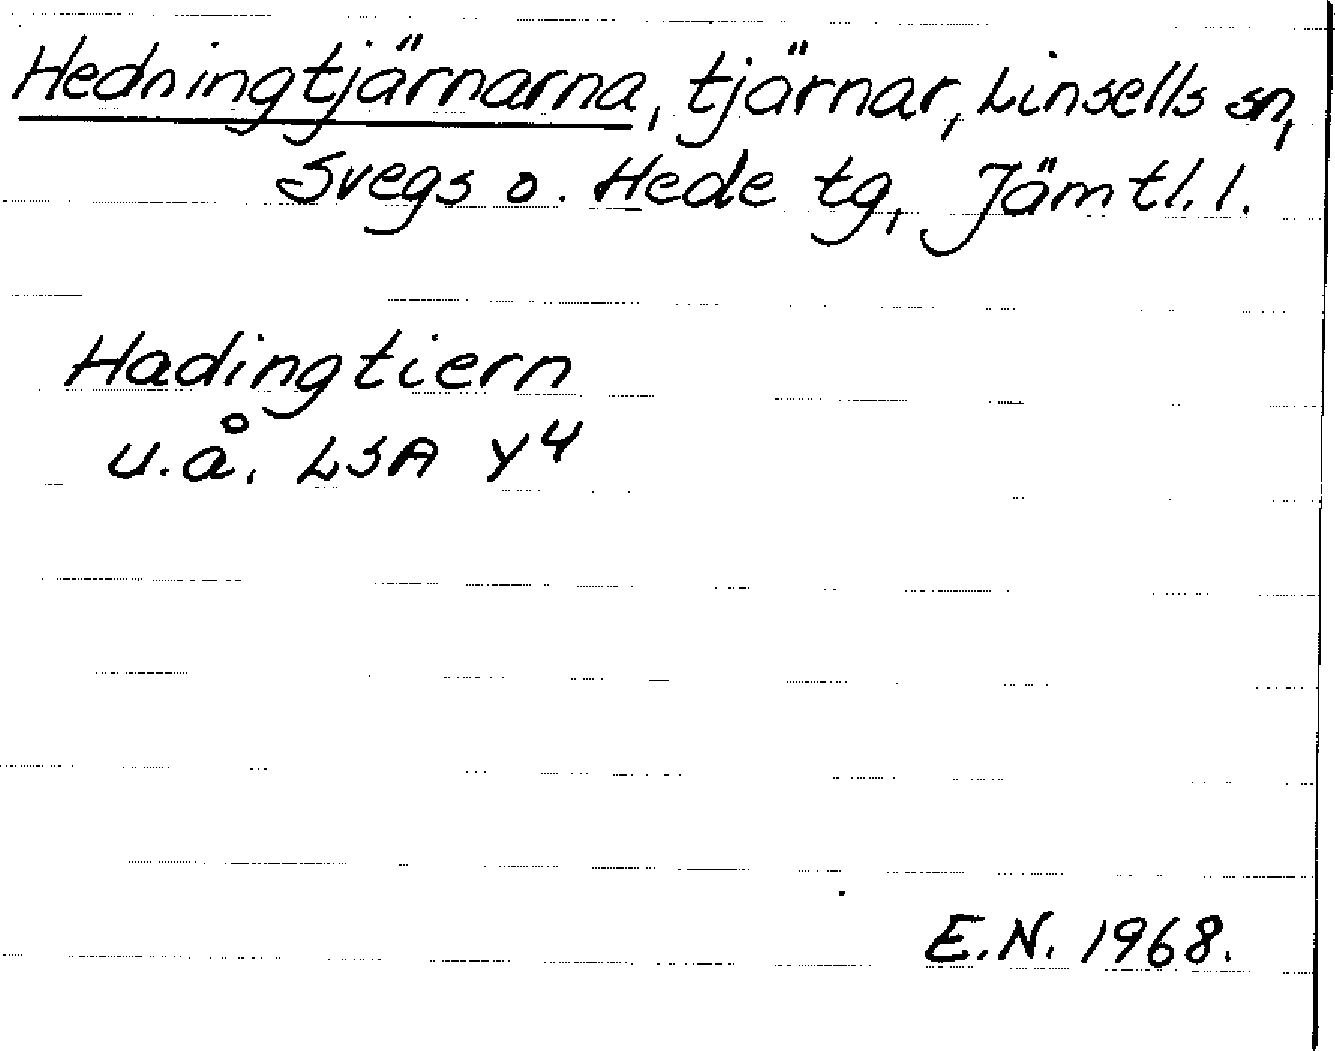 Hedningtjärnarna, tjärnar, Linsells sn,
Svegs o. Hede tg, Jämtl. l.
Hadingtiern
u.å. LSA Y4
E.N. 1968.